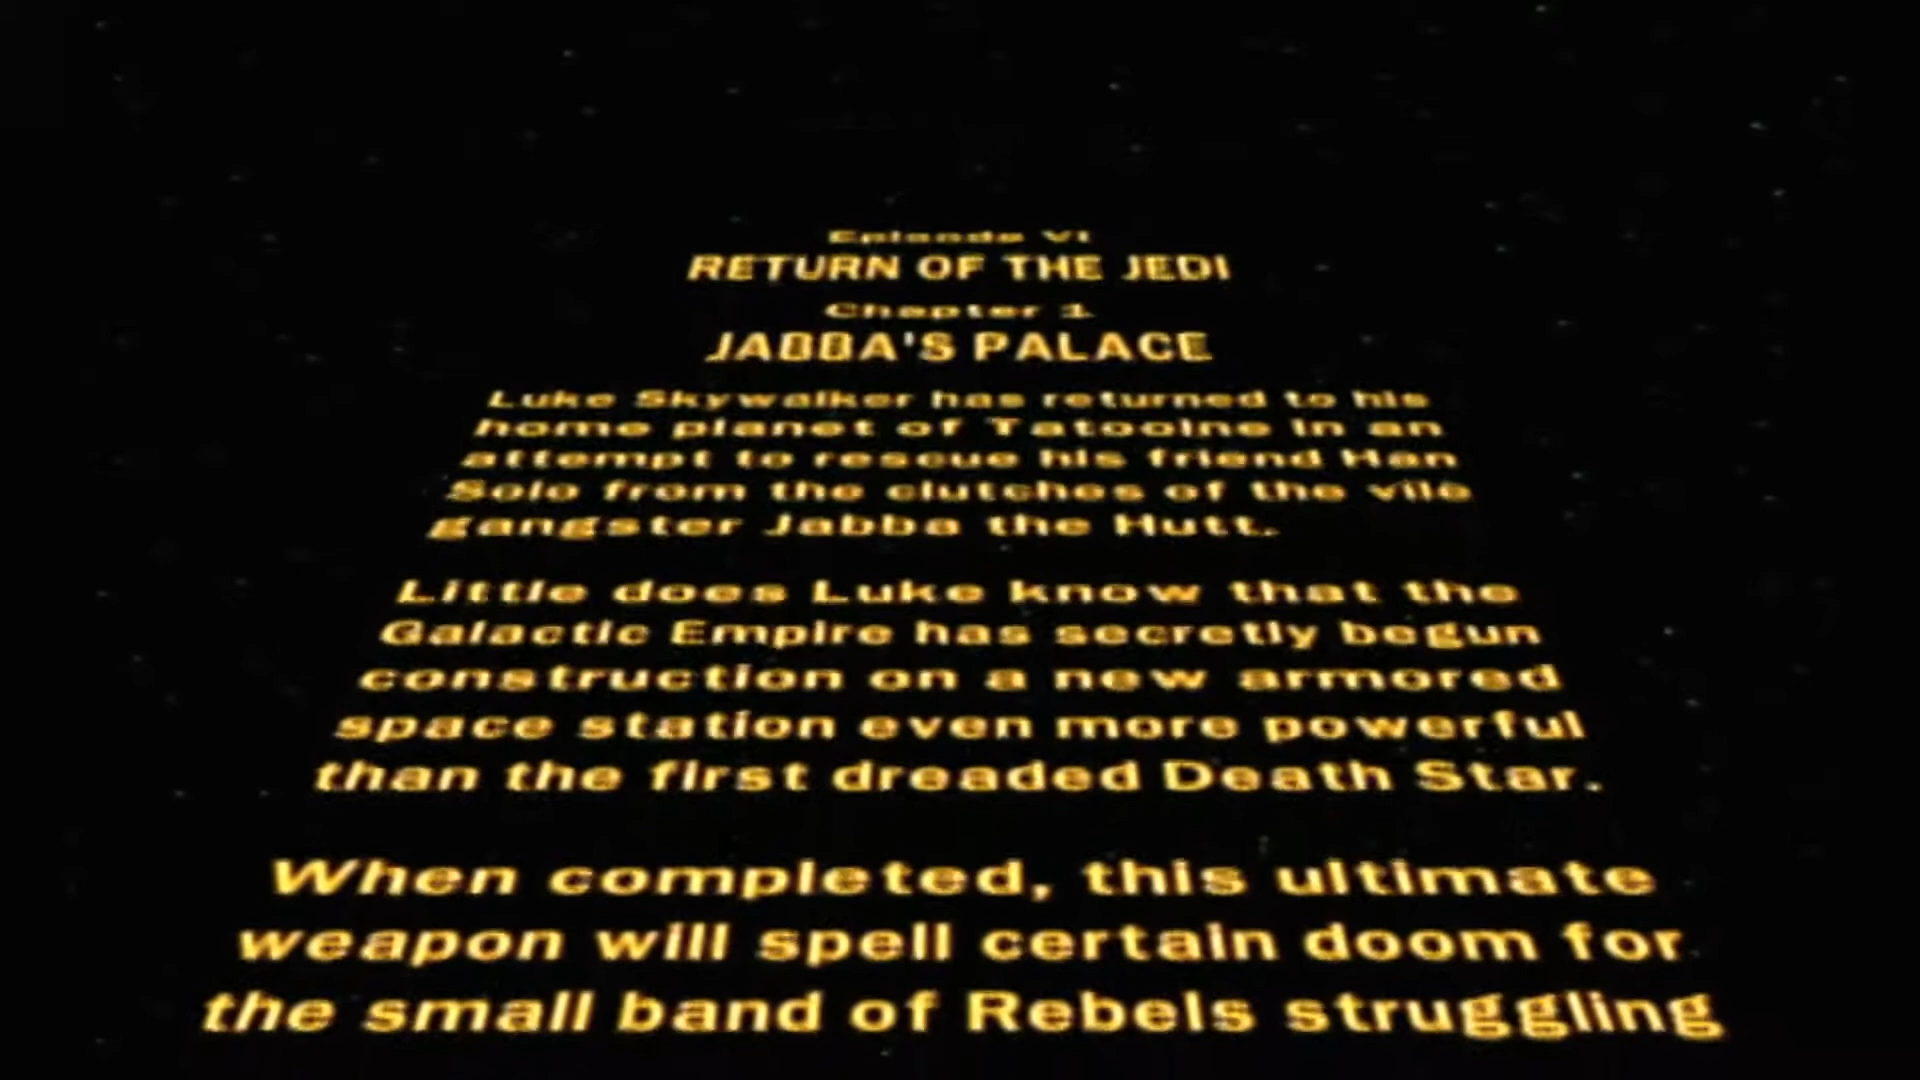 Episode VI
RETURN OF THE JEDI
Chapter 1
JABBA'S PALACE
Luke Skywalker has returned to his
home planet of Tatooine in an
attempt to rescue his friend Han
Solo from the clutches of the vile
gangster Jabba the Hutt.
Little does Luke know that the
Galactic Empire has secretly begun
construction on a new armored
space station even more powerful
than the first dreaded Death Star.
When completed, this ultimate
weapon will spell certain doom for
the small band of Rebels struggling